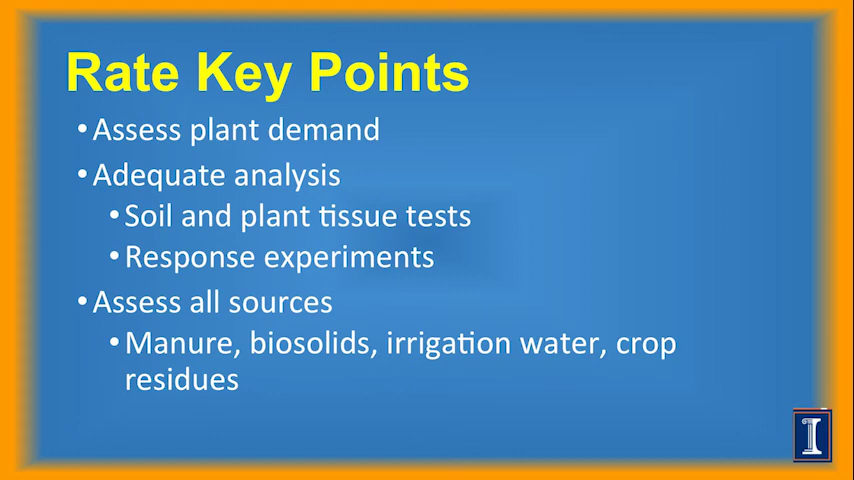 Rate Key Points
• Assess plant demand
• Adequate analysis
• Soil and plant tissue tests
• Response experiments
• Assess all sources
• Manure, biosolids, irrigation water, crop
residues
I